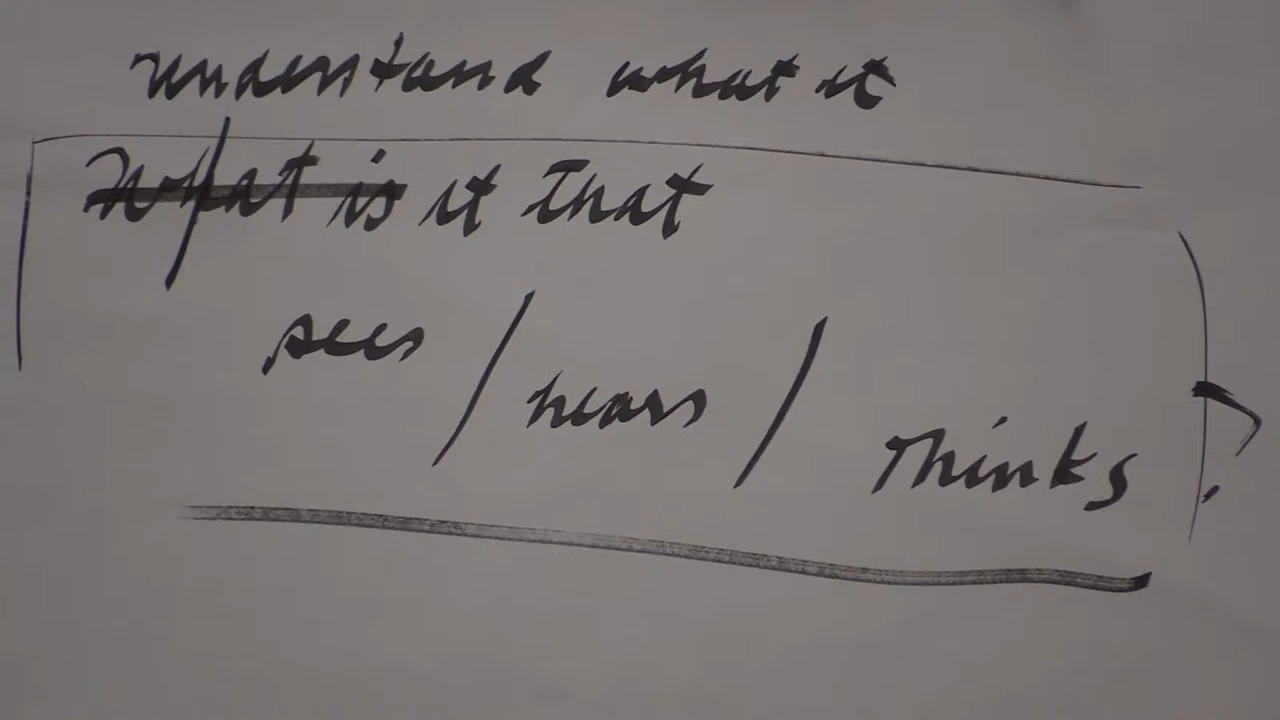 understand what it
What is it that
sees / hears / thinks ?